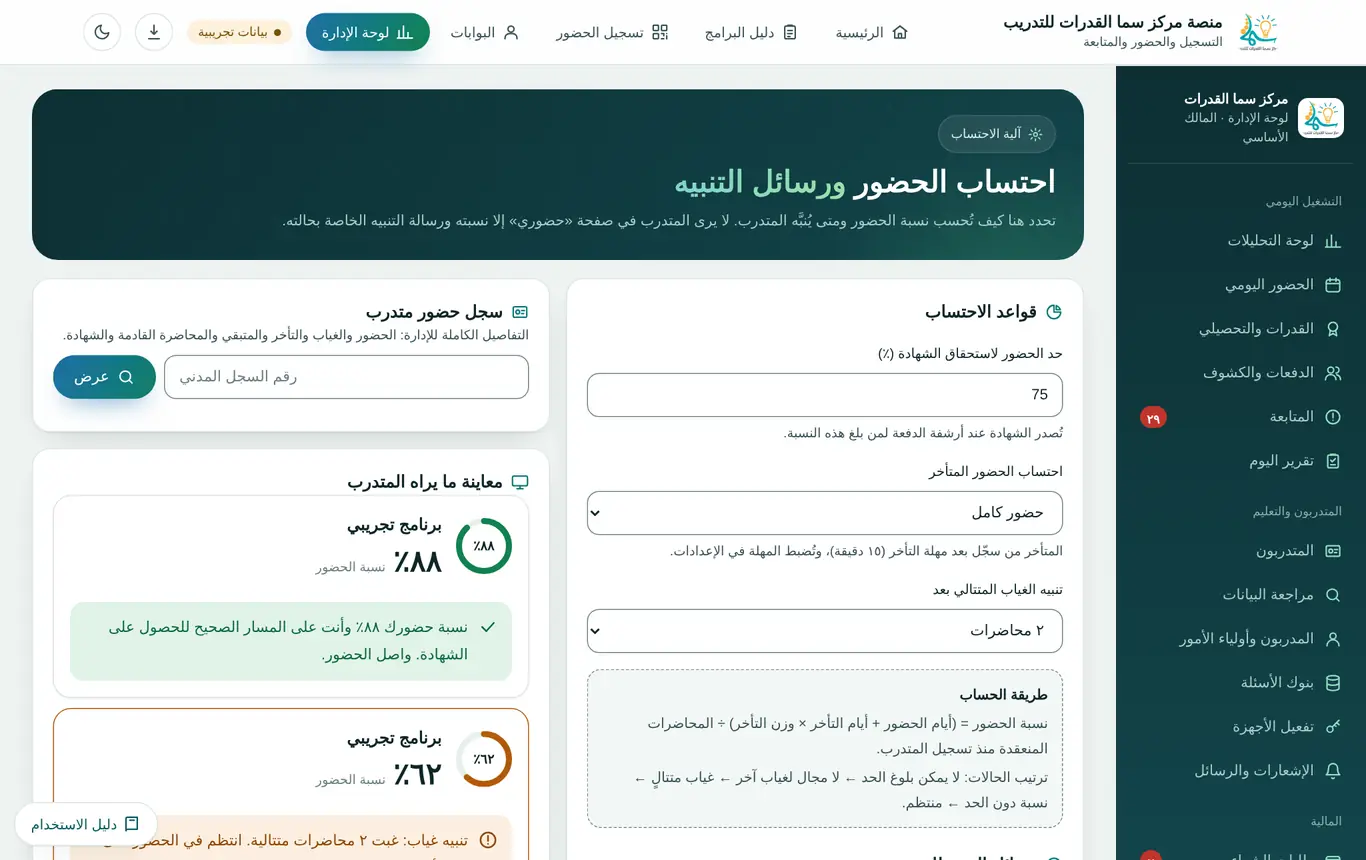 منصة مركز سما القدرات للتدريب
التسجيل والحضور والمتابعة
الرئيسية
دليل البرامج
تسجيل الحضور
البوابات
لوحة الإدارة
بيانات تجريبية
مركز سما القدرات
لوحة الإدارة · المالك
الأساسي
التشغيل اليومي
لوحة التحليلات
الحضور اليومي
القدرات والتحصيلي
الدفعات والكشوف
المتابعة
٢٩
تقرير اليوم
المتدربون والتعليم
المتدربون
مراجعة البيانات
المدربون وأولياء الأمور
بنوك الأسئلة
تفعيل الأجهزة
الإشعارات والرسائل
المالية
آلية الاحتساب
احتساب الحضور ورسائل التنبيه
تحدد هنا كيف تُحسب نسبة الحضور ومتى يُنبَّه المتدرب. لا يرى المتدرب في صفحة «حضوري» إلا نسبته ورسالة التنبيه الخاصة بحالته.
قواعد الاحتساب
حد الحضور لاستحقاق الشهادة (٪)
75
تُصدر الشهادة عند أرشفة الدفعة لمن بلغ هذه النسبة.
احتساب الحضور المتأخر
حضور كامل
المتأخر من سجّل بعد مهلة التأخر (١٥ دقيقة)، وتُضبط المهلة في الإعدادات.
تنبيه الغياب المتتالي بعد
٢ محاضرات
طريقة الحساب
نسبة الحضور = (أيام الحضور + أيام التأخر × وزن التأخر) ÷ المحاضرات
المنعقدة منذ تسجيل المتدرب.
ترتيب الحالات: لا يمكن بلوغ الحد ← لا مجال لغياب آخر ← غياب متتالٍ ←
نسبة دون الحد ← منتظم.
سجل حضور متدرب
التفاصيل الكاملة للإدارة: الحضور والغياب والتأخر والمتبقي والمحاضرة القادمة والشهادة.
رقم السجل المدني
عرض
معاينة ما يراه المتدرب
٨٨٪
برنامج تجريبي
٨٨٪ نسبة الحضور
نسبة حضورك ٨٨٪ وأنت على المسار الصحيح للحصول على
الشهادة. واصل الحضور.
٦٢٪
برنامج تجريبي
٦٢٪ نسبة الحضور
تنبيه غياب: غبت ٢ محاضرات متتالية. انتظم في الحضور
دليل الاستخدام